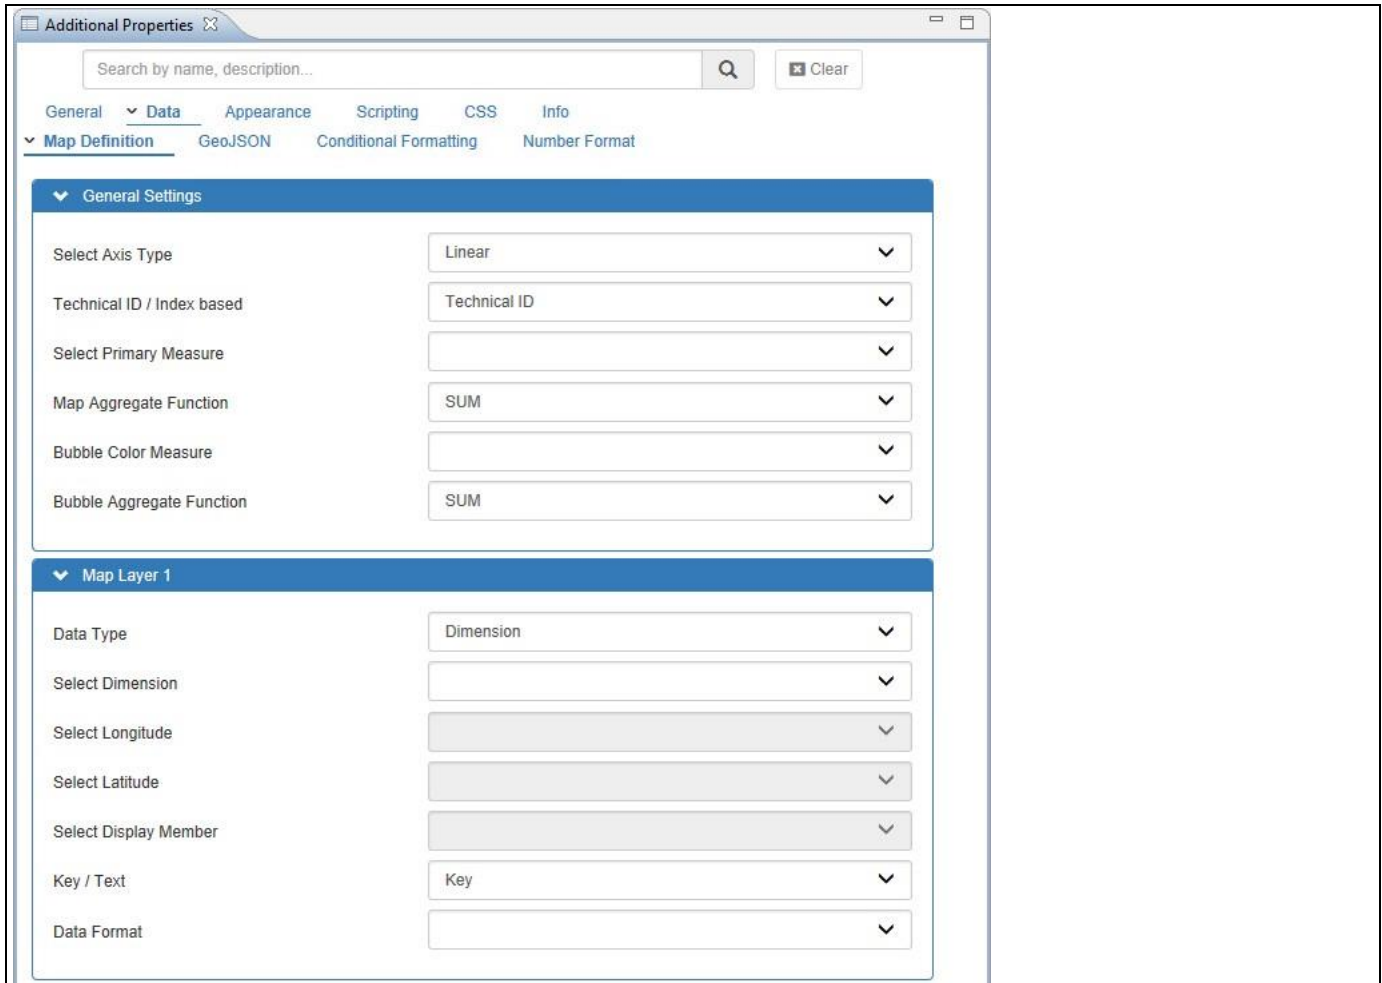 Additional Properties
Search by name, description...
Clear
General Data Appearance Scripting CSS Info
Map Definition GeoJSON Conditional Formatting Number Format
General Settings
Select Axis Type Linear
Technical ID / Index based Technical ID
Select Primary Measure
Map Aggregate Function SUM
Bubble Color Measure
Bubble Aggregate Function SUM
Map Layer 1
Data Type Dimension
Select Dimension
Select Longitude
Select Latitude
Select Display Member
Key / Text Key
Data Format